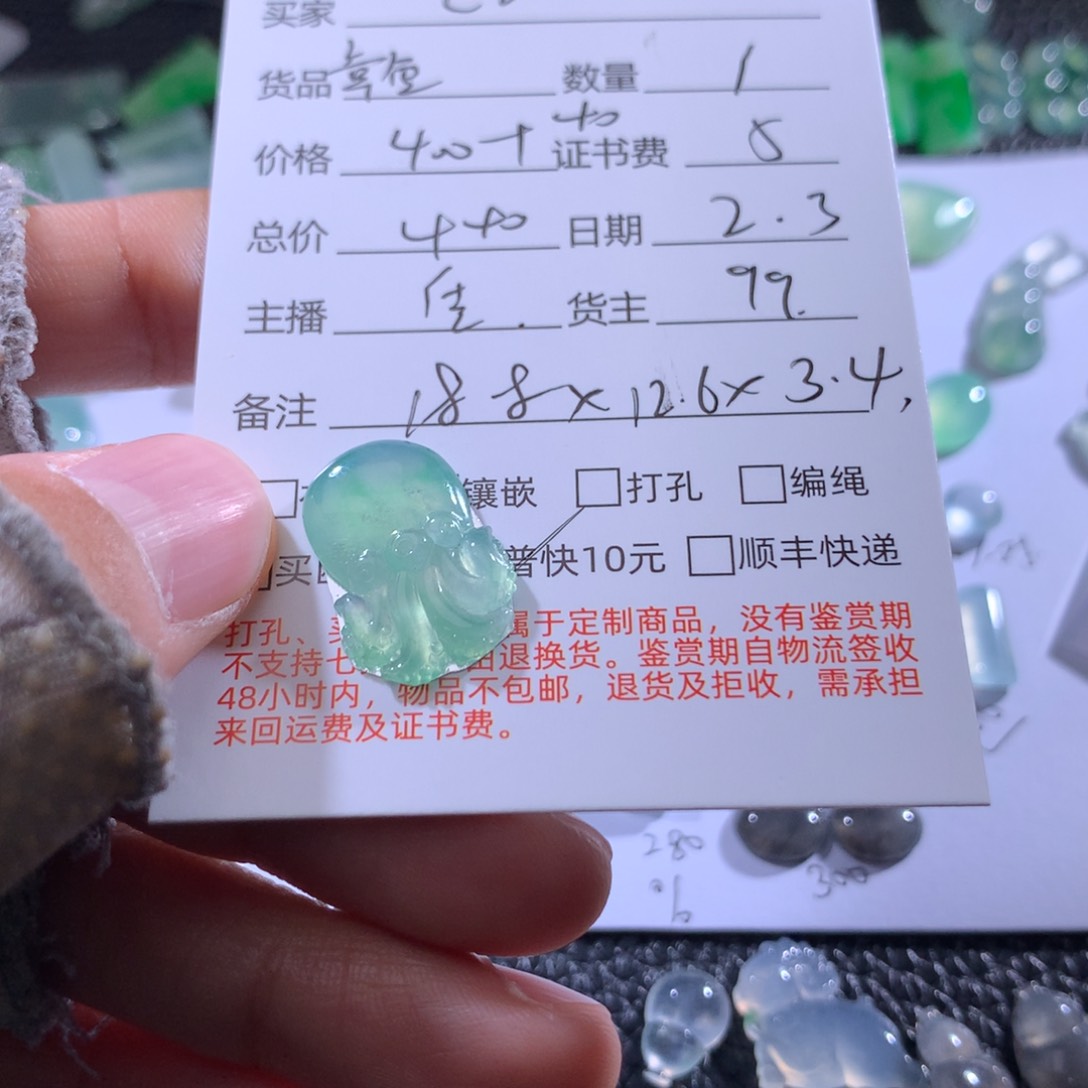 买家
货品 章鱼 数量 1
价格 400+40 证书费 5
总价 440 日期 2.3
主播 佳. 货主 99.
备注 18.8x12.6x3.4,
镶嵌 □打孔 □编绳
买 普快10元 □顺丰快递
打孔、 属于定制商品，没有鉴赏期
不支持七 由退换货。鉴赏期自物流签收
48小时内，物品不包邮，退货及拒收，需承担
来回运费及证书费。
280
300